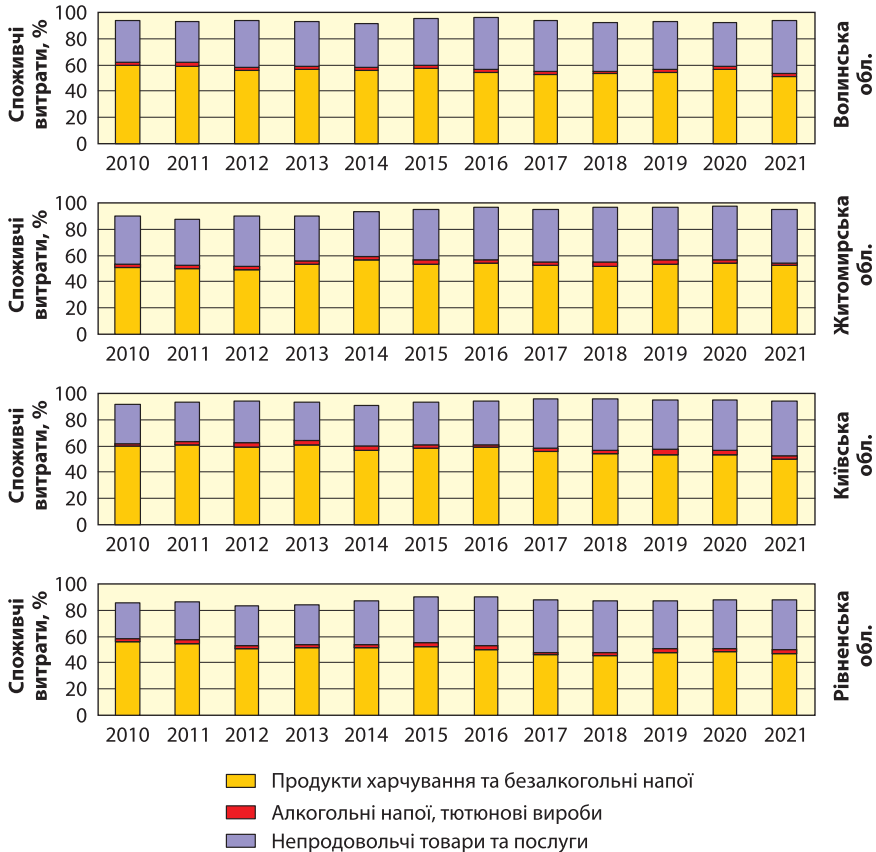 Споживчі
витрати, %
100
80
60
40
20
0
2010 2011 2012 2013 2014 2015 2016 2017 2018 2019 2020 2021
Волинська
обл.
Споживчі
витрати, %
100
80
60
40
20
0
2010 2011 2012 2013 2014 2015 2016 2017 2018 2019 2020 2021
Житомирська
обл.
Споживчі
витрати, %
100
80
60
40
20
0
2010 2011 2012 2013 2014 2015 2016 2017 2018 2019 2020 2021
Київська
обл.
Споживчі
витрати, %
100
80
60
40
20
0
2010 2011 2012 2013 2014 2015 2016 2017 2018 2019 2020 2021
Рівненська
обл.
Продукти харчування та безалкогольні напої
Алкогольні напої, тютюнові вироби
Непродовольчі товари та послуги